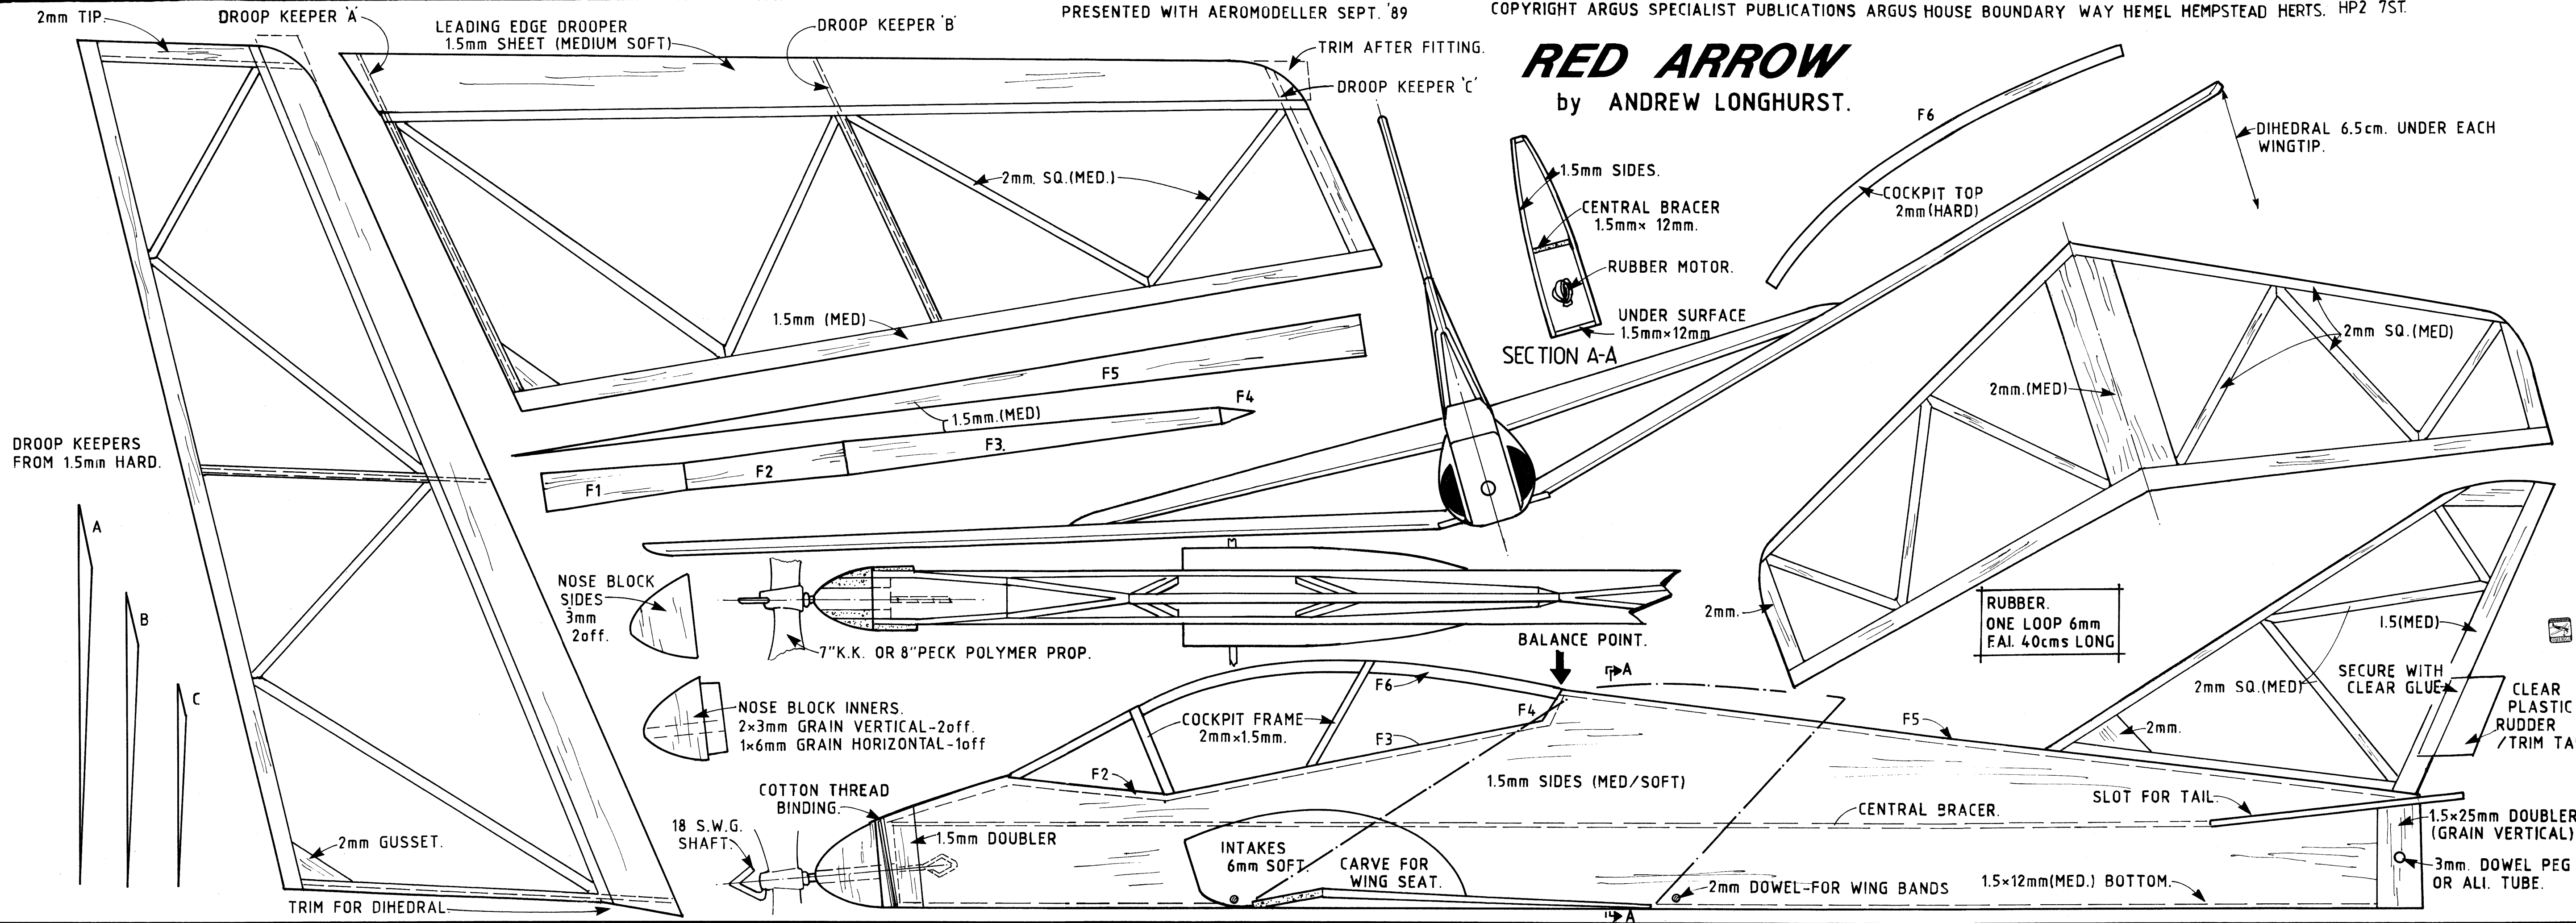 PRESENTED WITH AEROMODELLER SEPT. '89
COPYRIGHT ARGUS SPECIALIST PUBLICATIONS ARGUS HOUSE BOUNDARY WAY HEMEL HEMPSTEAD HERTS. HP2 7ST.
RED ARROW
by ANDREW LONGHURST.
2mm TIP.
DROOP KEEPER 'A'
LEADING EDGE DROOPER
1.5mm SHEET (MEDIUM SOFT)
DROOP KEEPER 'B'
TRIM AFTER FITTING.
DROOP KEEPER 'C'
2mm. SQ.(MED.)
1.5mm (MED)
F5
1.5mm.(MED)
F4
F3.
F2
F1
DROOP KEEPERS
FROM 1.5mm HARD.
A
B
C
2mm GUSSET.
TRIM FOR DIHEDRAL.
1.5mm SIDES.
CENTRAL BRACER
1.5mm× 12mm.
RUBBER MOTOR.
UNDER SURFACE
1.5mm×12mm
SECTION A-A
F6
COCKPIT TOP
2mm(HARD)
DIHEDRAL 6.5cm. UNDER EACH
WINGTIP.
2mm SQ.(MED)
2mm.(MED)
2mm.
NOSE BLOCK
SIDES
3mm
2off.
7"K.K. OR 8"PECK POLYMER PROP.
NOSE BLOCK INNERS.
2×3mm GRAIN VERTICAL-2off.
1×6mm GRAIN HORIZONTAL-1off
BALANCE POINT.
A
RUBBER.
ONE LOOP 6mm
F.A.I. 40cms LONG
1.5(MED)
2mm SQ.(MED)
SECURE WITH
CLEAR GLUE
CLEAR
PLASTIC
RUDDER
/TRIM TA
2mm.
COTTON THREAD
BINDING.
18 S.W.G.
SHAFT.
1.5mm DOUBLER
F2
COCKPIT FRAME
2mm×1.5mm.
F6
F4
F3
F5
1.5mm SIDES (MED/SOFT)
INTAKES
6mm SOFT.
CARVE FOR
WING SEAT.
CENTRAL BRACER.
SLOT FOR TAIL.
2mm DOWEL-FOR WING BANDS
1.5×12mm(MED.) BOTTOM.
1.5×25mm DOUBLER
(GRAIN VERTICAL)
3mm. DOWEL PEG
OR ALI. TUBE.
A